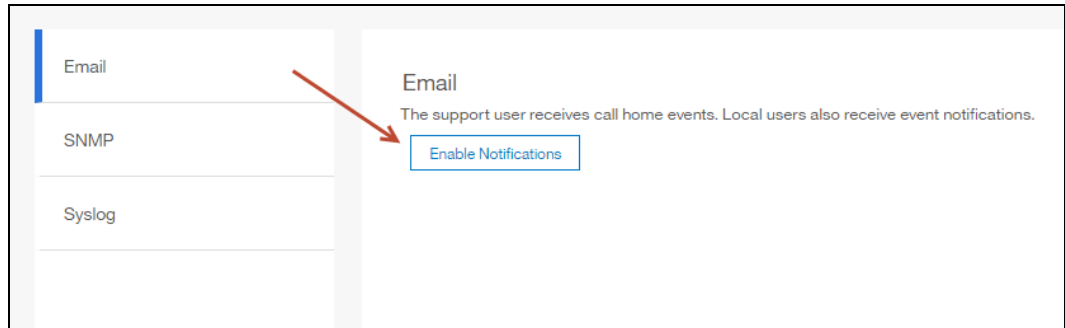 Email
SNMP
Syslog
Email
The support user receives call home events. Local users also receive event notifications.
Enable Notifications